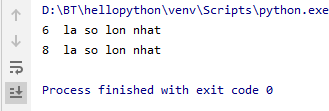 D:\BT\hellopython\venv\Scripts\python.exe
6  la so lon nhat
8  la so lon nhat
Process finished with exit code 0